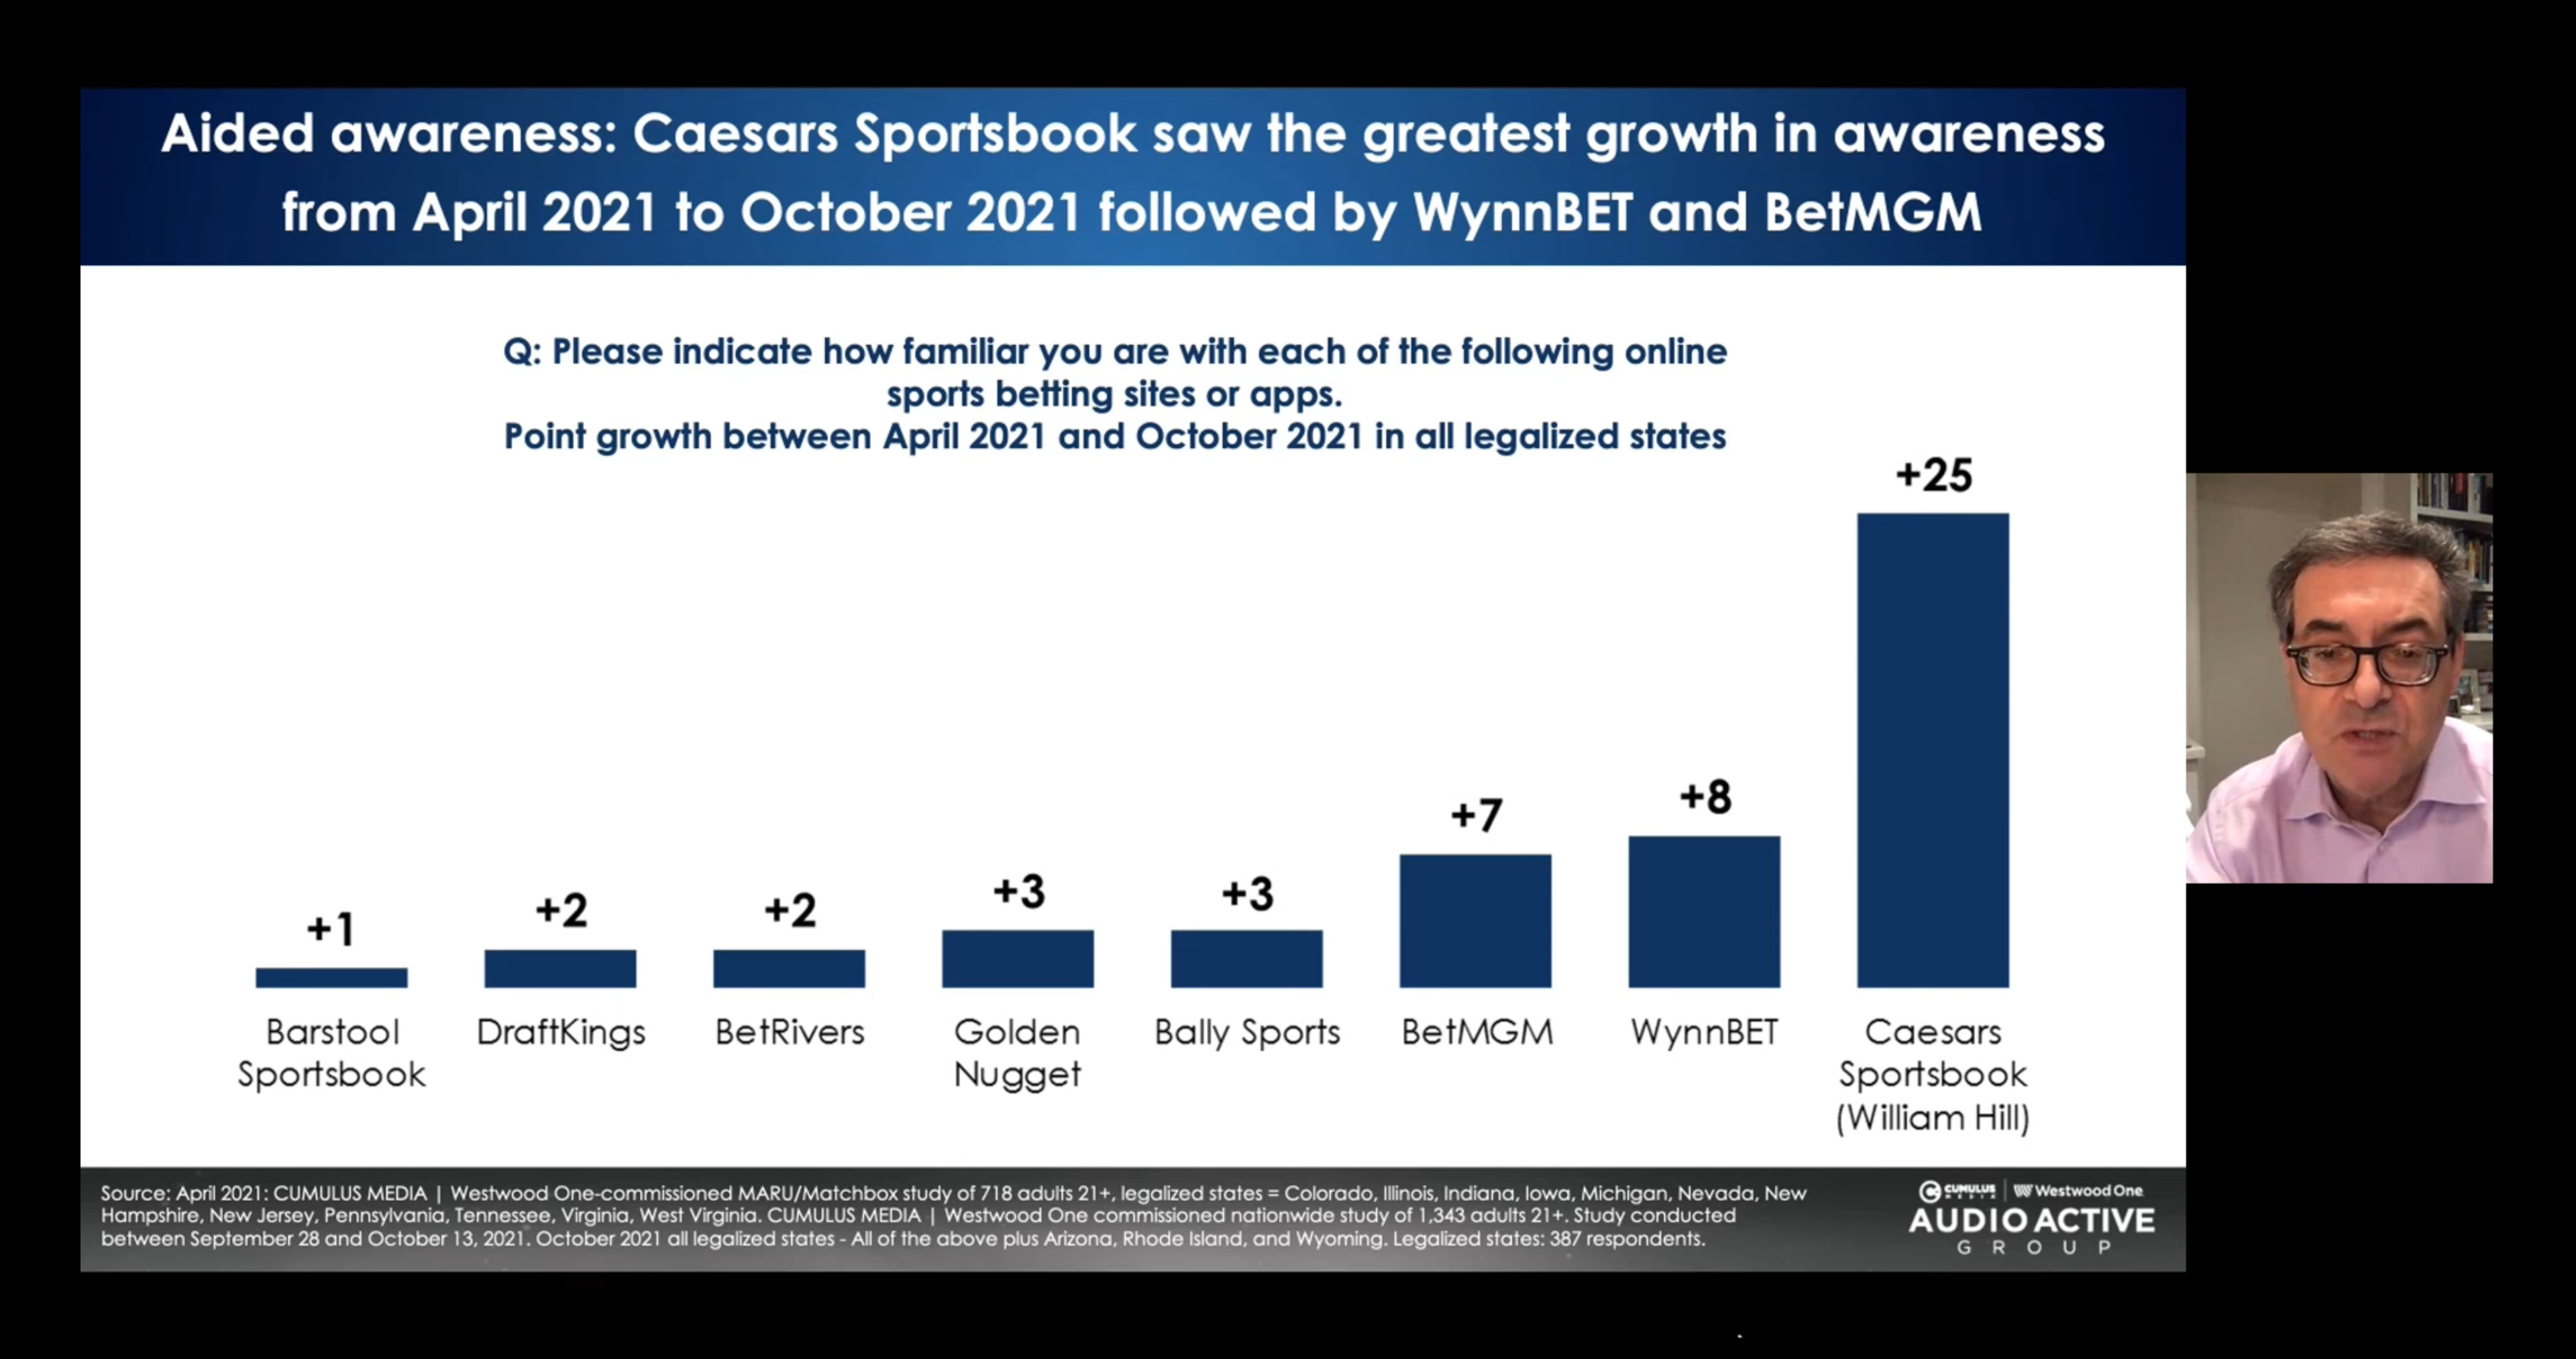 Aided awareness: Caesars Sportsbook saw the greatest growth in awareness
from April 2021 to October 2021 followed by WynnBET and BetMGM
Q: Please indicate how familiar you are with each of the following online
sports betting sites or apps.
Point growth between April 2021 and October 2021 in all legalized states
+1
+2
+2
+3
+3
+7
+8
+25
Barstool
Sportsbook
DraftKings
BetRivers
Golden
Nugget
Bally Sports
BetMGM
WynnBET
Caesars
Sportsbook
(William Hill)
Source: April 2021: CUMULUS MEDIA | Westwood One-commissioned MARU/Matchbox study of 718 adults 21+, legalized states = Colorado, Illinois, Indiana, Iowa, Michigan, Nevada, New
Hampshire, New Jersey, Pennsylvania, Tennessee, Virginia, West Virginia. CUMULUS MEDIA | Westwood One commissioned nationwide study of 1,343 adults 21+. Study conducted
between September 28 and October 13, 2021. October 2021 all legalized states - All of the above plus Arizona, Rhode Island, and Wyoming. Legalized states: 387 respondents.
CUMULUS MEDIA | Westwood One
AUDIO ACTIVE
GROUP